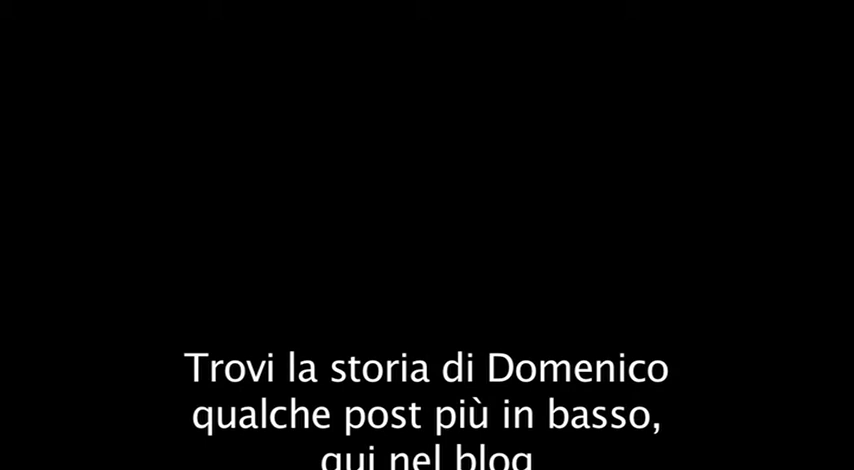 Trovi la storia di Domenico
qualche post più in basso,
qui nel blog